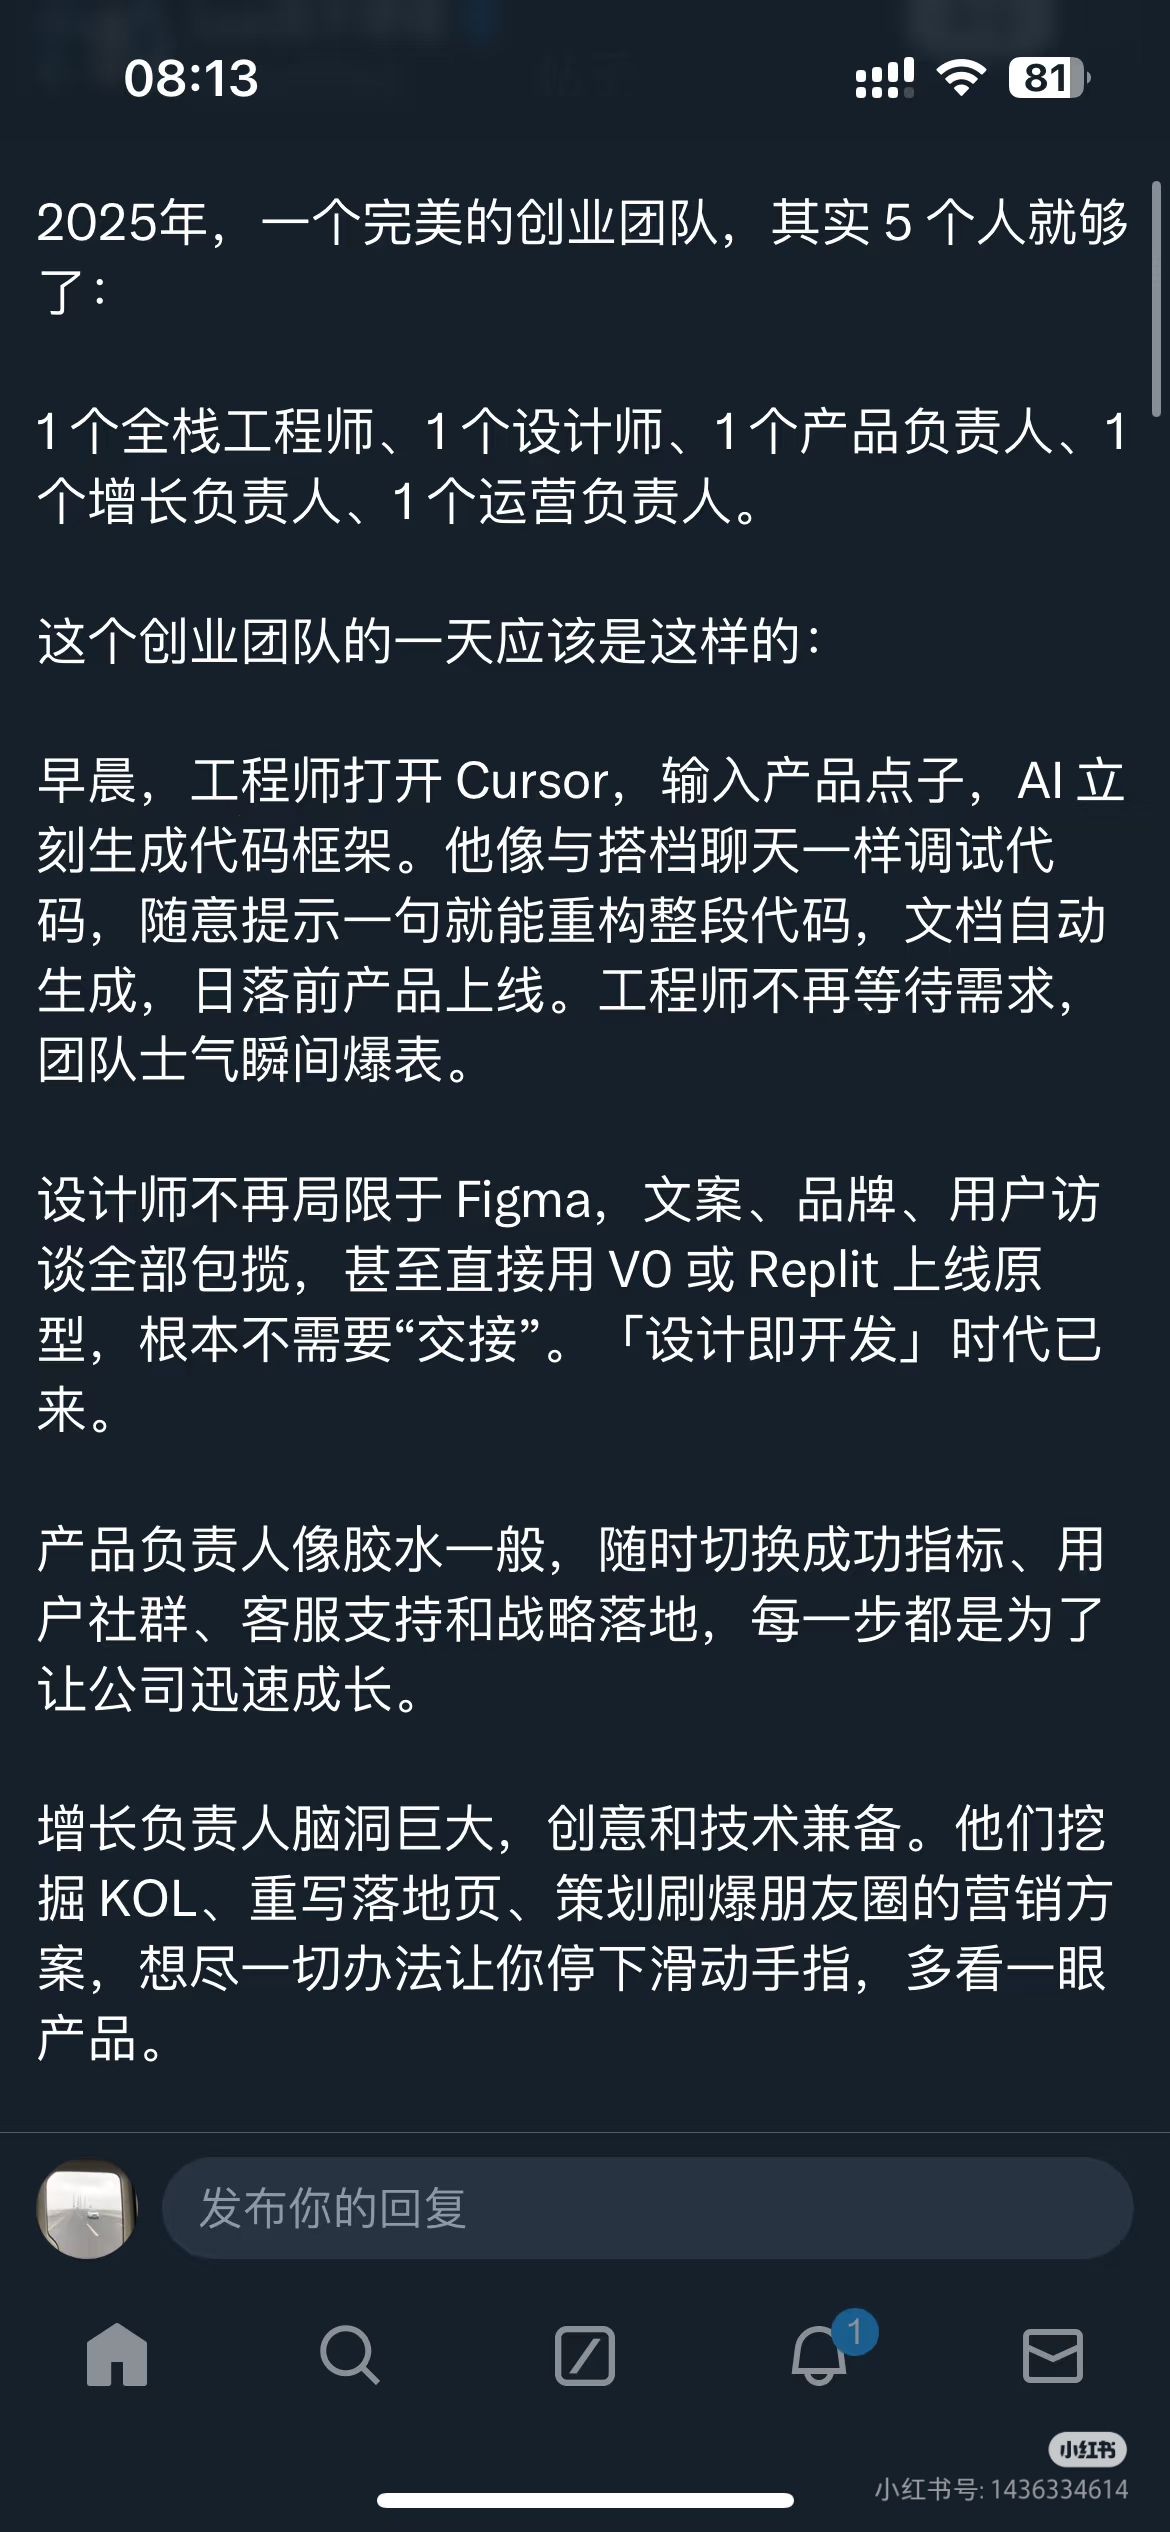 08:13
81
2025年，一个完美的创业团队，其实 5 个人就够
了：
1 个全栈工程师、1 个设计师、1 个产品负责人、1
个增长负责人、1 个运营负责人。
这个创业团队的一天应该是这样的：
早晨，工程师打开 Cursor，输入产品点子，AI 立
刻生成代码框架。他像与搭档聊天一样调试代
码，随意提示一句就能重构整段代码，文档自动
生成，日落前产品上线。工程师不再等待需求，
团队士气瞬间爆表。
设计师不再局限于 Figma，文案、品牌、用户访
谈全部包揽，甚至直接用 V0 或 Replit 上线原
型，根本不需要“交接”。「设计即开发」时代已
来。
产品负责人像胶水一般，随时切换成功指标、用
户社群、客服支持和战略落地，每一步都是为了
让公司迅速成长。
增长负责人脑洞巨大，创意和技术兼备。他们挖
掘 KOL、重写落地页、策划刷爆朋友圈的营销方
案，想尽一切办法让你停下滑动手指，多看一眼
产品。
发布你的回复
1
小红书
小红书号: 1436334614